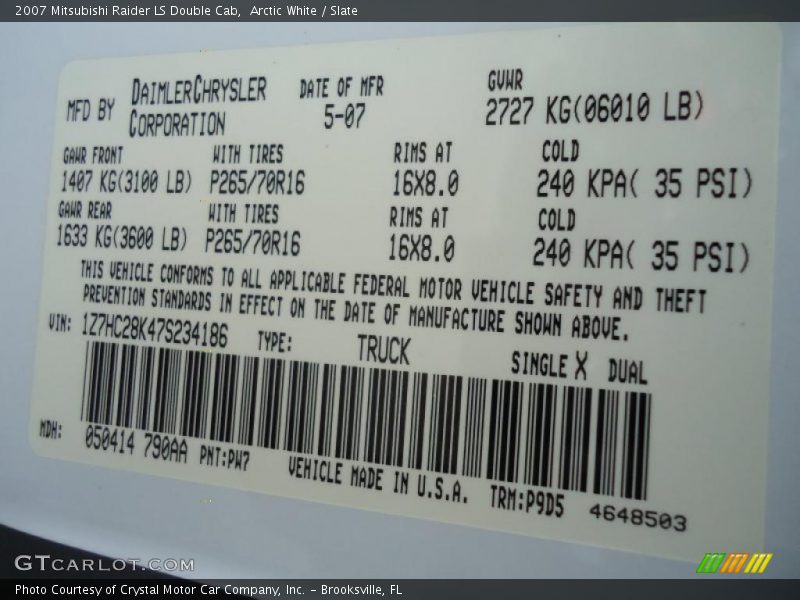 2007 Mitsubishi Raider LS Double Cab, Arctic White / Slate
MFD BY DAIMLERCHRYSLER CORPORATION DATE OF MFR 5-07 GVWR 2727 KG(06010 LB)
GAWR FRONT WITH TIRES RIMS AT COLD
1407 KG(3100 LB) P265/70R16 16X8.0 240 KPA( 35 PSI)
GAWR REAR WITH TIRES RIMS AT COLD
1633 KG(3600 LB) P265/70R16 16X8.0 240 KPA( 35 PSI)
THIS VEHICLE CONFORMS TO ALL APPLICABLE FEDERAL MOTOR VEHICLE SAFETY AND THEFT
PREVENTION STANDARDS IN EFFECT ON THE DATE OF MANUFACTURE SHOWN ABOVE.
VIN: 1Z7HC28K47S234186 TYPE: TRUCK SINGLE X DUAL
MDH: 050414 790AA PNT:PW7 VEHICLE MADE IN U.S.A. TRM:P9D5 4648503
GTCARLOT.COM
Photo Courtesy of Crystal Motor Car Company, Inc. - Brooksville, FL